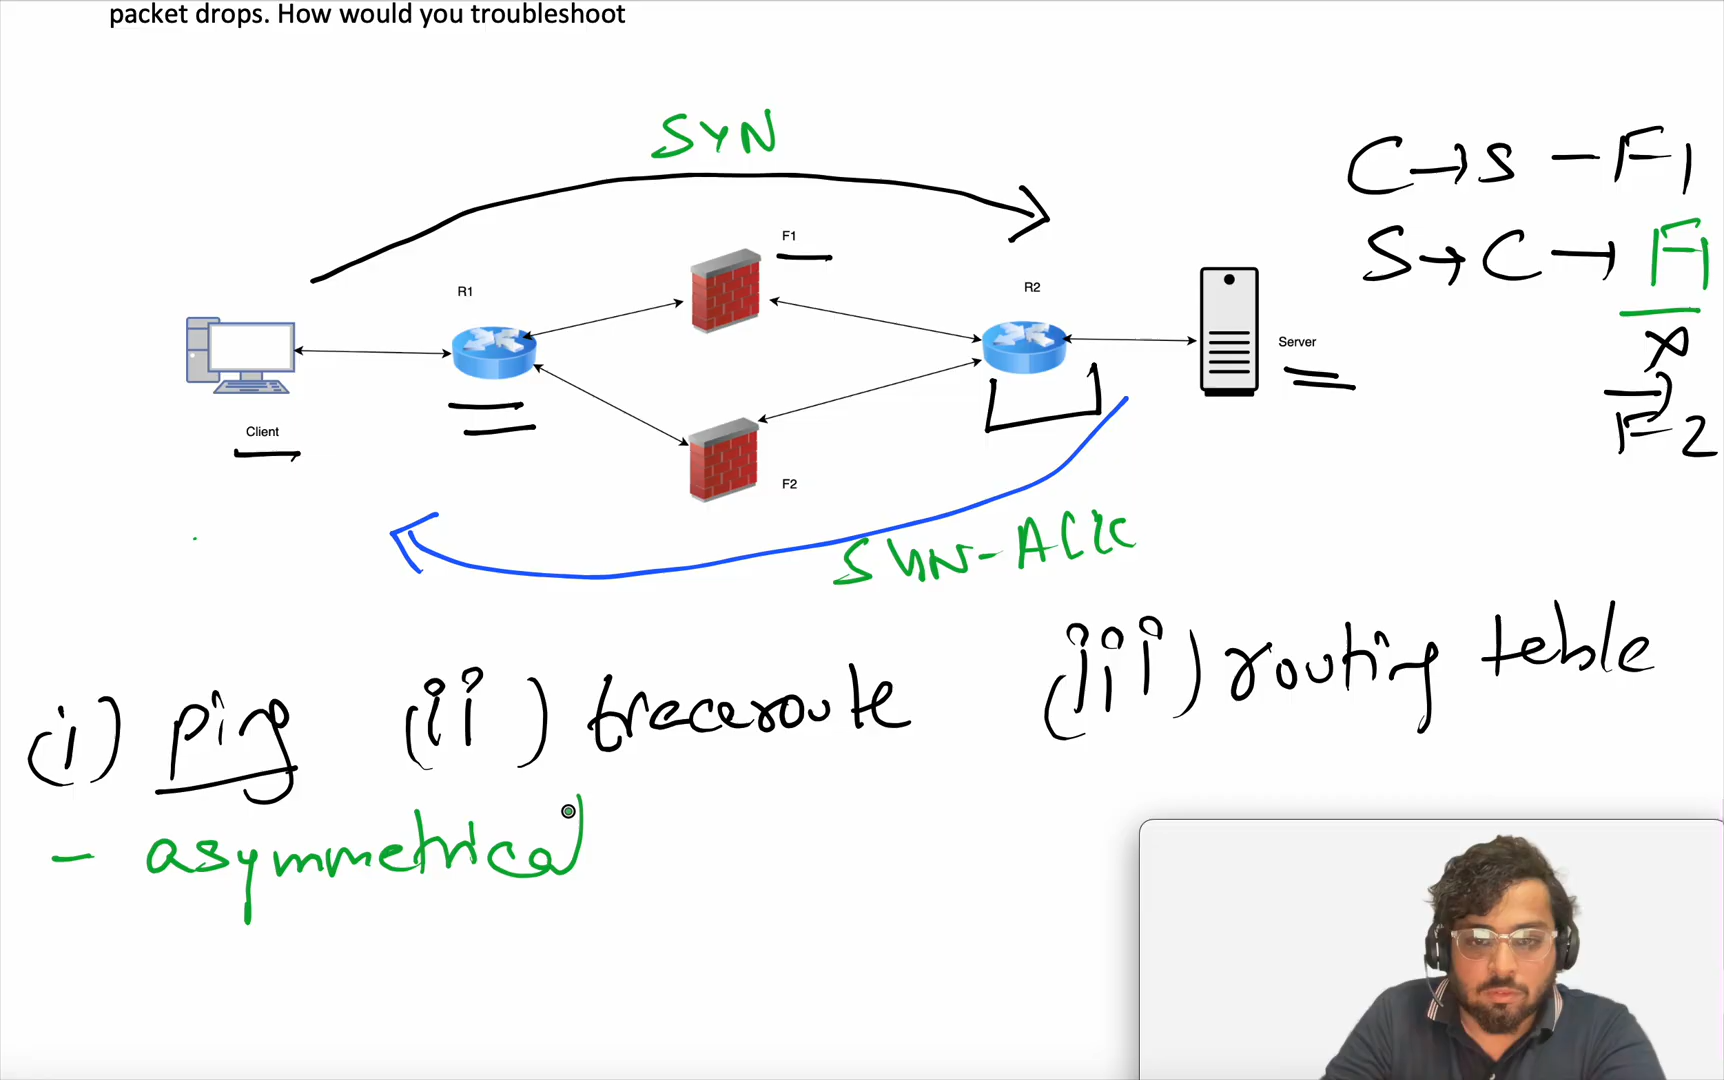 packet drops. How would you troubleshoot
SYN
C→S – F1
S→C → F1
X
F2
F1
R1
R2
Server
Client
F2
SYN-ACK
(i) ping (ii) traceroute (iii) routing table
- asymmetrical